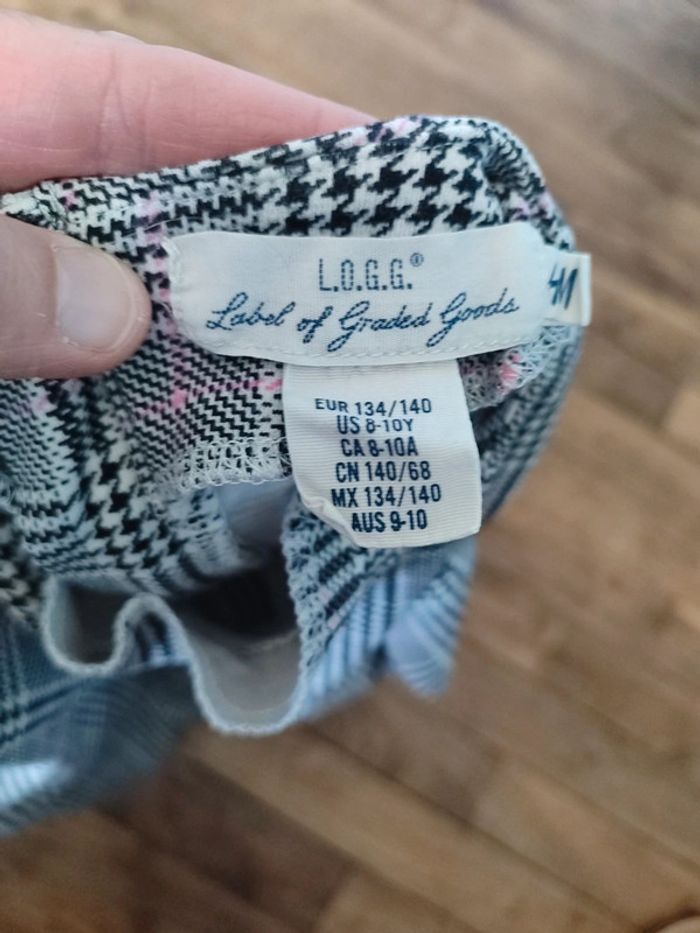 L.O.G.G.®
Label of Graded Goods
EUR 134/140
US 8-10Y
CA 8-10A
CN 140/68
MX 134/140
AUS 9-10